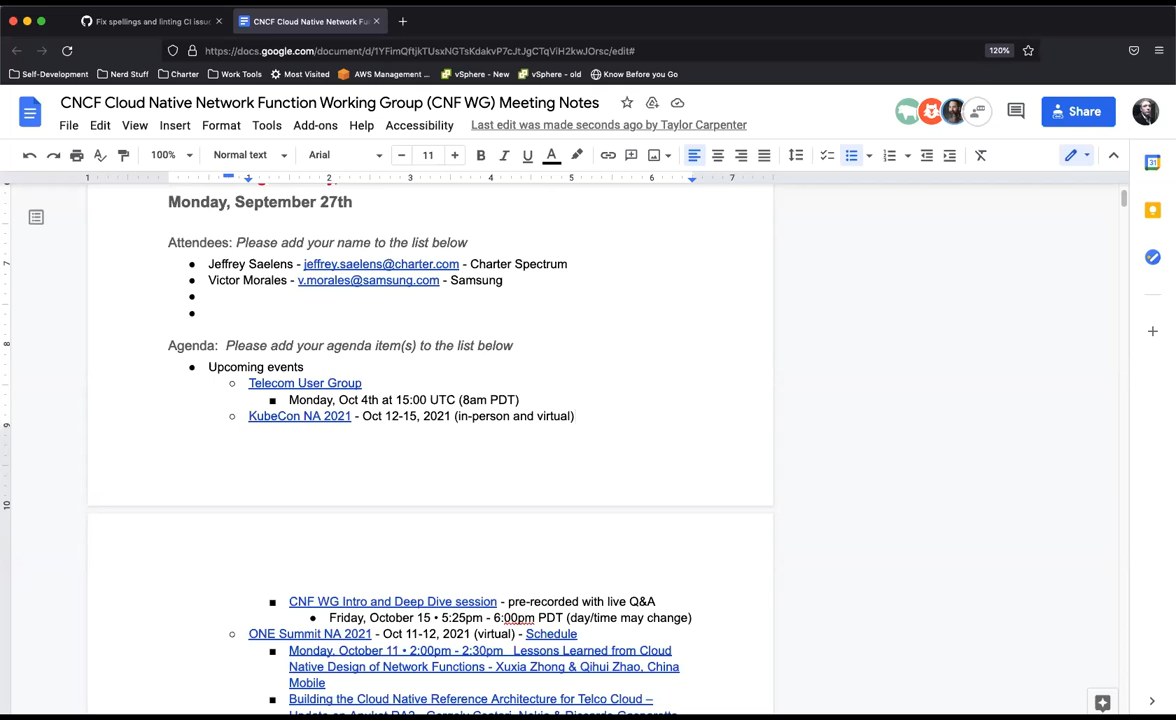 Fix spellings and linting CI issu
CNCF Cloud Native Network Fu
https://docs.google.com/document/d/1YFimQftjkTUsxNGTsKdakvP7cJtJgCTqViH2kwJOrsc/edit#
120%
Self-Development
Nerd Stuff
Charter
Work Tools
Most Visited
AWS Management ...
vSphere - New
vSphere - old
Know Before you Go
CNCF Cloud Native Network Function Working Group (CNF WG) Meeting Notes
Share
File Edit View Insert Format Tools Add-ons Help Accessibility
Last edit was made seconds ago by Taylor Carpenter
100% Normal text Arial 11
1 1 2 3 4 5 6 7
Monday, September 27th
Attendees: Please add your name to the list below
Jeffrey Saelens - jeffrey.saelens@charter.com - Charter Spectrum
Victor Morales - v.morales@samsung.com - Samsung
Agenda: Please add your agenda item(s) to the list below
Upcoming events
Telecom User Group
Monday, Oct 4th at 15:00 UTC (8am PDT)
KubeCon NA 2021 - Oct 12-15, 2021 (in-person and virtual)
CNF WG Intro and Deep Dive session - pre-recorded with live Q&A
Friday, October 15 • 5:25pm - 6:00pm PDT (day/time may change)
ONE Summit NA 2021 - Oct 11-12, 2021 (virtual) - Schedule
Monday, October 11 • 2:00pm - 2:30pm Lessons Learned from Cloud
Native Design of Network Functions - Xuxia Zhong & Qihui Zhao, China
Mobile
Building the Cloud Native Reference Architecture for Telco Cloud –